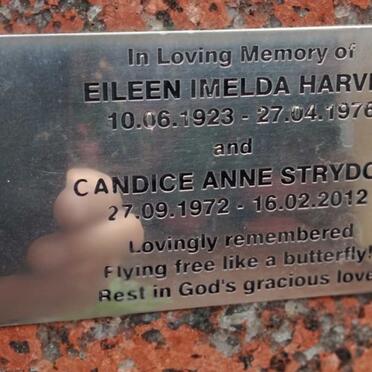 In Loving Memory of
EILEEN IMELDA HARV
10.06.1923 - 27.04.1976
and
CANDICE ANNE STRYDO
27.09.1972 - 16.02.2012
Lovingly remembered
Flying free like a butterfly!
Rest in God's gracious love